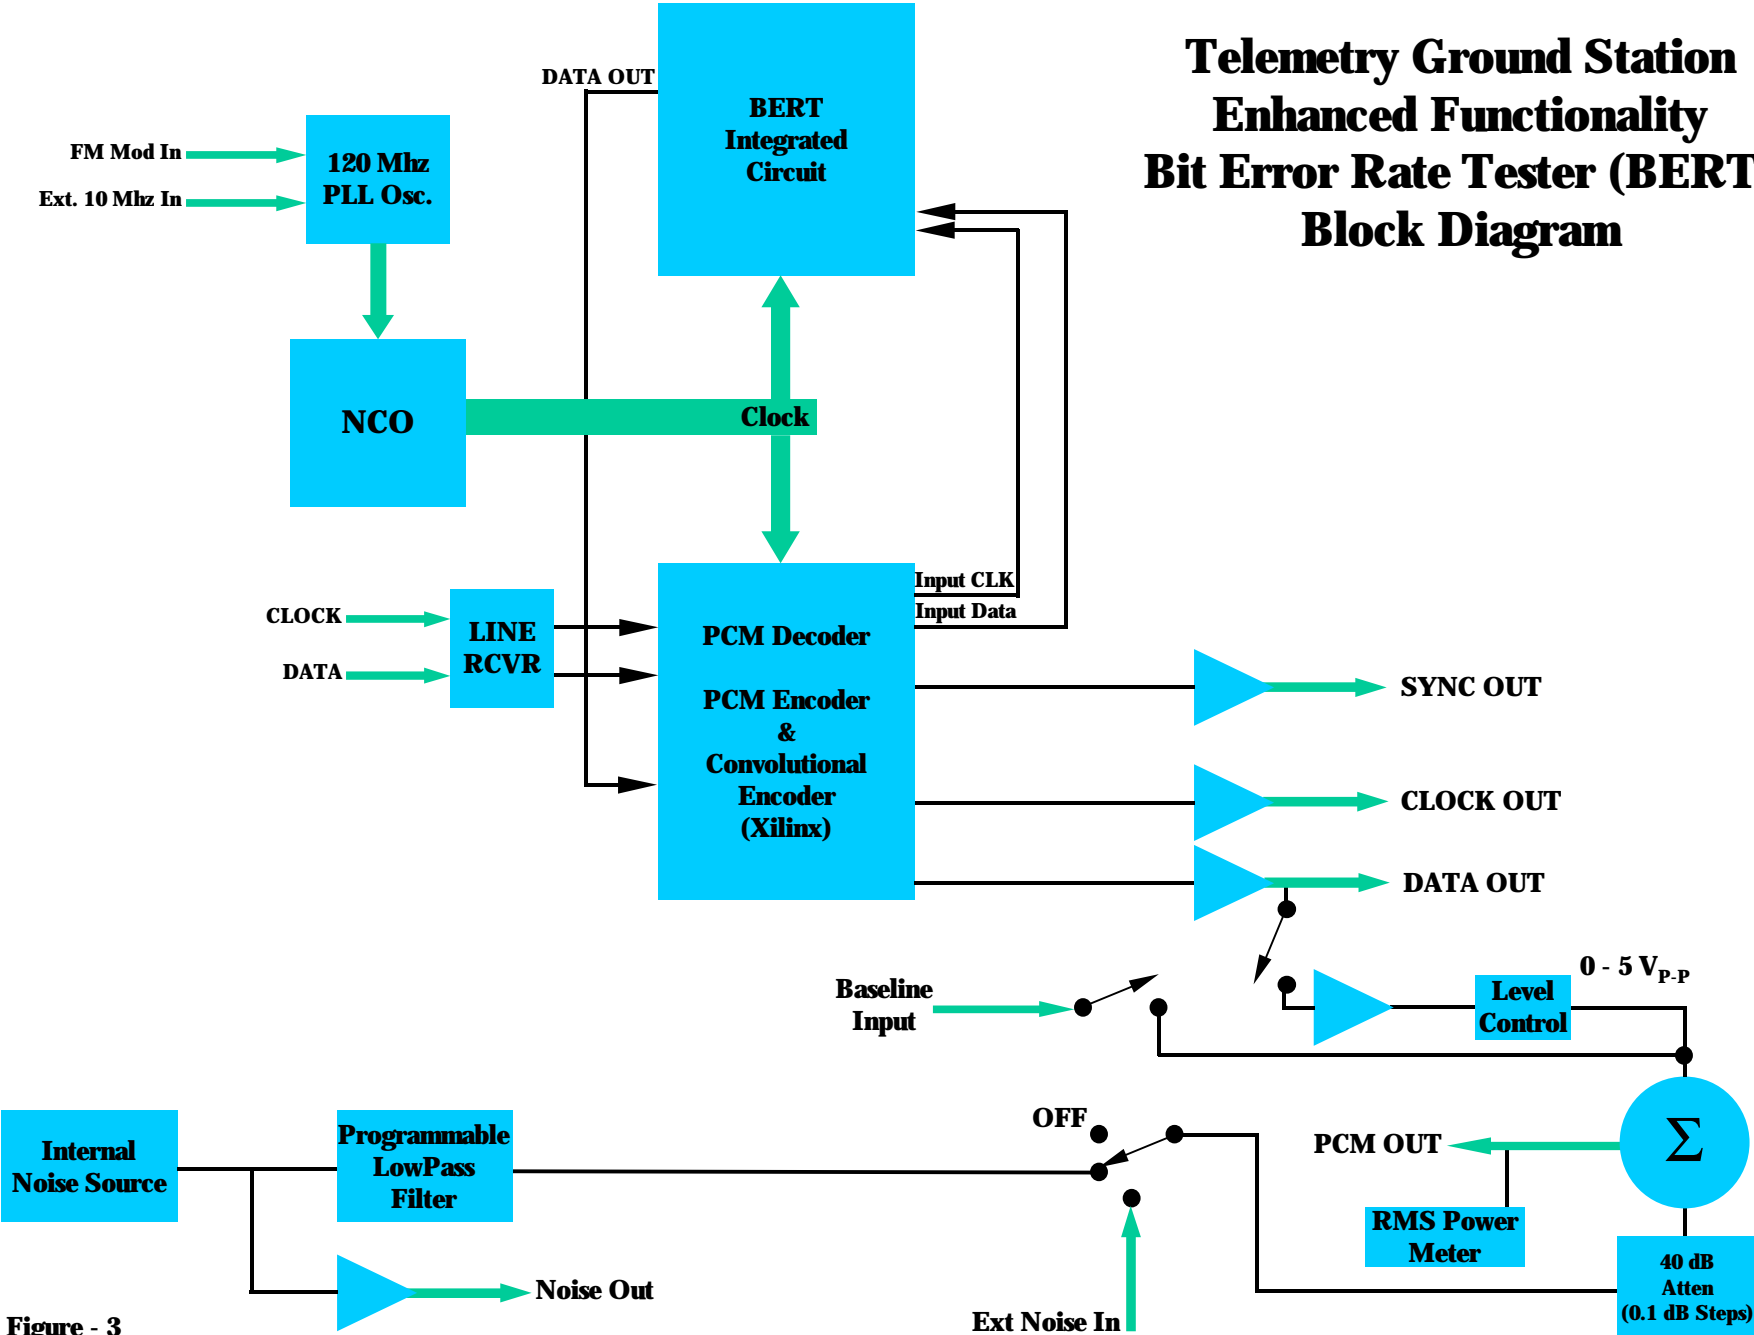 Telemetry Ground Station
Enhanced Functionality
Bit Error Rate Tester (BERT
Block Diagram
DATA OUT
BERT
Integrated
Circuit
FM Mod In
Ext. 10 Mhz In
120 Mhz
PLL Osc.
NCO
Clock
CLOCK
DATA
LINE
RCVR
PCM Decoder
PCM Encoder
&
Convolutional
Encoder
(Xilinx)
Input CLK
Input Data
SYNC OUT
CLOCK OUT
DATA OUT
Baseline
Input
Level
Control
0 - 5 VP-P
Internal
Noise Source
Programmable
LowPass
Filter
OFF
PCM OUT
Σ
RMS Power
Meter
40 dB
Atten
(0.1 dB Steps)
Noise Out
Ext Noise In
Figure - 3